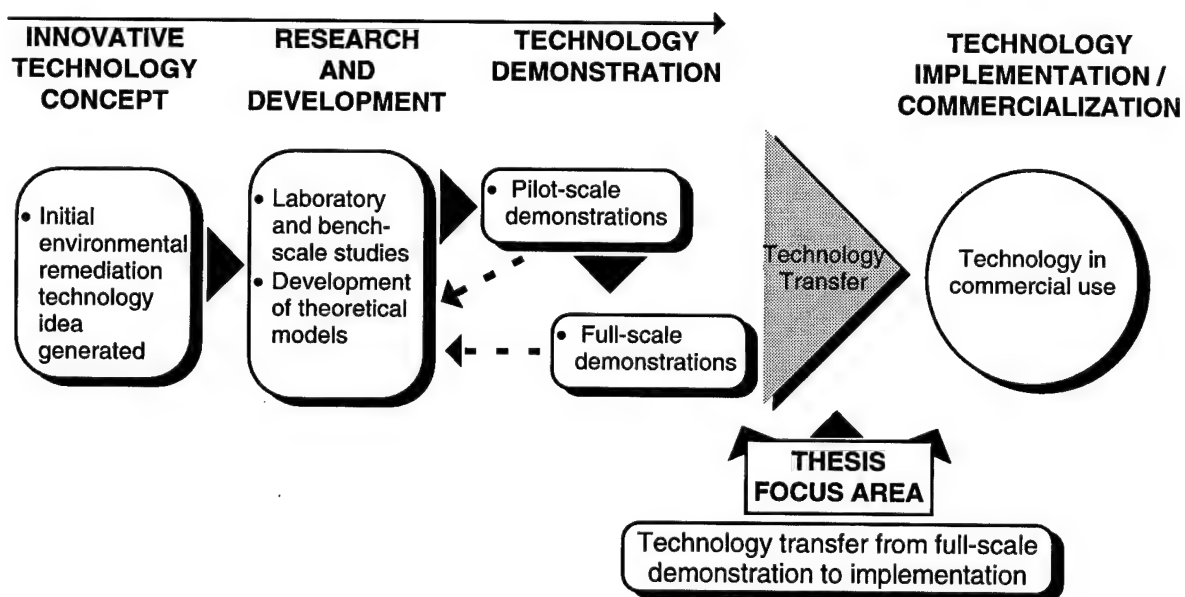 INNOVATIVE
TECHNOLOGY
CONCEPT
RESEARCH
AND
DEVELOPMENT
TECHNOLOGY
DEMONSTRATION
TECHNOLOGY
IMPLEMENTATION /
COMMERCIALIZATION
• Initial
environmental
remediation
technology
idea
generated
• Laboratory
and bench-
scale studies
• Development
of theoretical
models
• Pilot-scale
demonstrations
• Full-scale
demonstrations
Technology
Transfer
Technology in
commercial use
THESIS
FOCUS AREA
Technology transfer from full-scale
demonstration to implementation